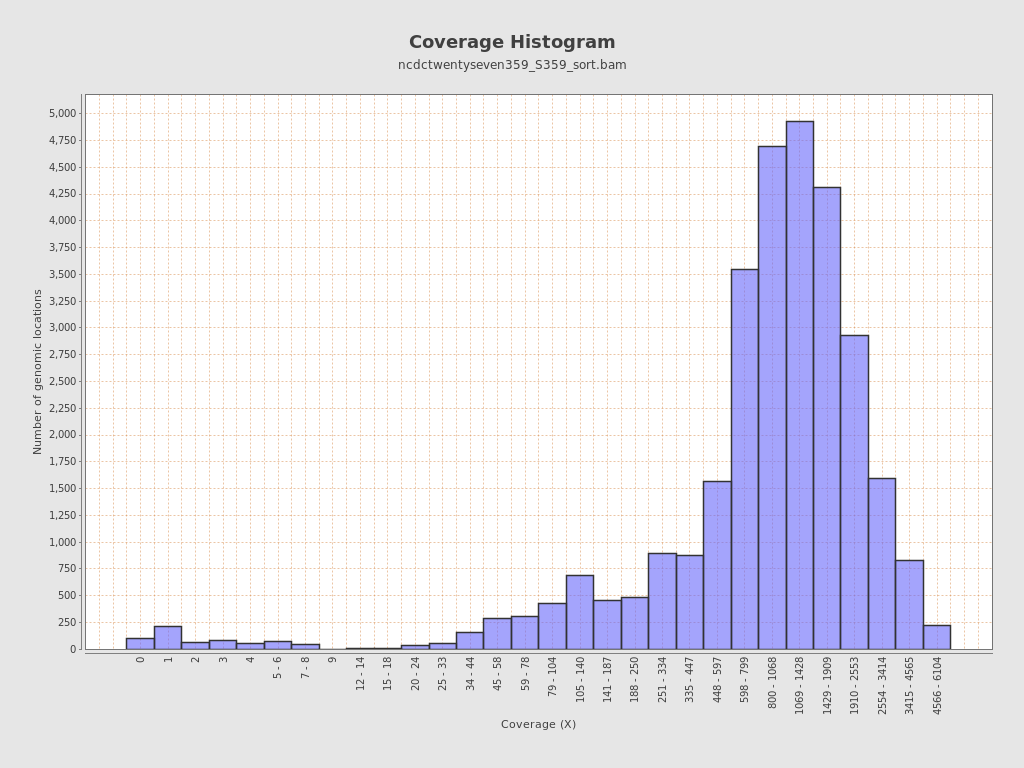 Coverage Histogram
ncdctwentyseven359_S359_sort.bam
Number of genomic locations
5,000
4,750
4,500
4,250
4,000
3,750
3,500
3,250
3,000
2,750
2,500
2,250
2,000
1,750
1,500
1,250
1,000
750
500
250
0
0
1
2
3
4
5 - 6
7 - 8
9
12 - 14
15 - 18
20 - 24
25 - 33
34 - 44
45 - 58
59 - 78
79 - 104
105 - 140
141 - 187
188 - 250
251 - 334
335 - 447
448 - 597
598 - 799
800 - 1068
1069 - 1428
1429 - 1909
1910 - 2553
2554 - 3414
3415 - 4565
4566 - 6104
Coverage (X)